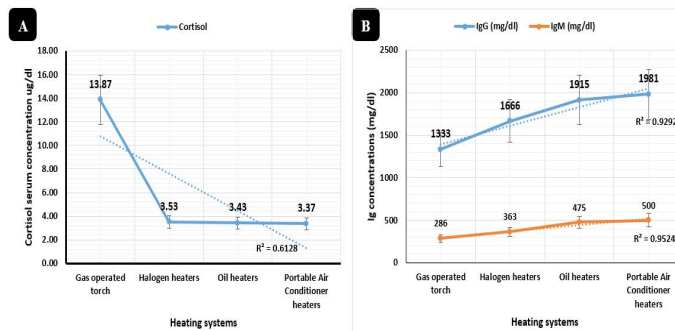 A
Cortisol
18.00
16.00
14.00
12.00
10.00
8.00
6.00
4.00
2.00
0.00
Cortisol serum concentration ug/dl
13.87
3.53
3.43
3.37
R² = 0.6128
Gas operated
torch
Halogen heaters
Oil heaters
Portable Air
Conditioner
heaters
Heating systems
B
IgG (mg/dl)
IgM (mg/dl)
2500
2000
1500
1000
500
0
Ig concentrations (mg/dl)
1333
1666
1915
1981
R² = 0.9292
286
363
475
500
R² = 0.9524
Gas operated
torch
Halogen heaters
Oil heaters
Portable Air
Conditioner
heaters
Heating systems